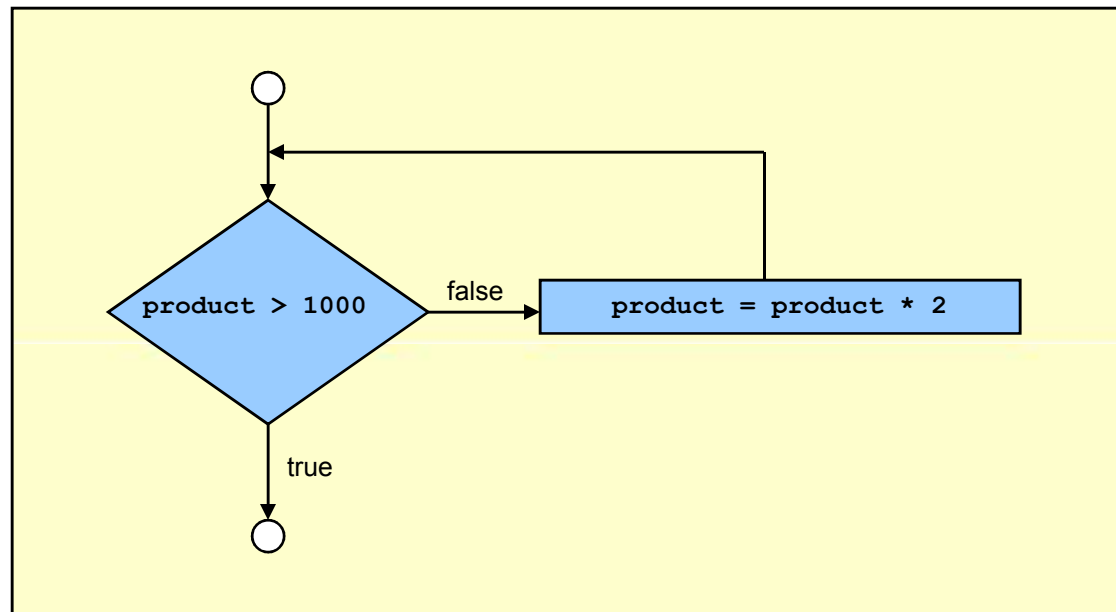 product > 1000
false
product = product * 2
true